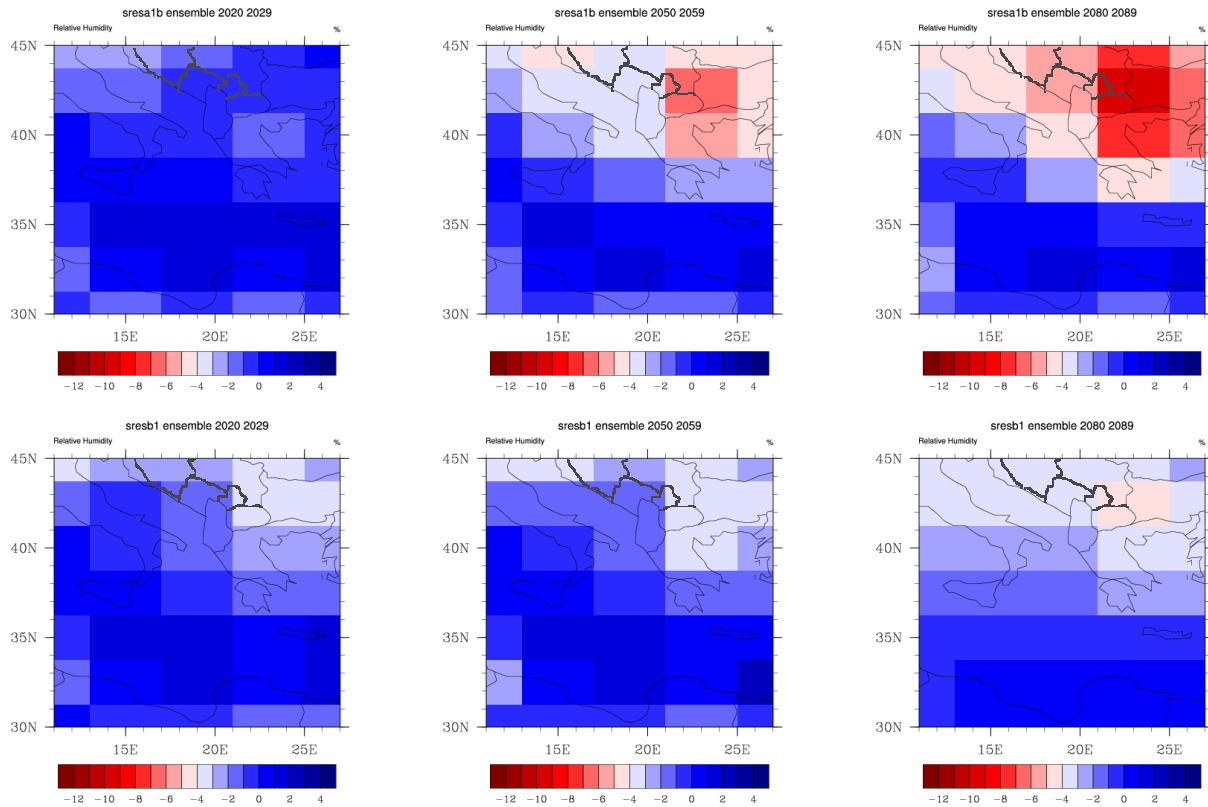 sresa1b ensemble 2020 2029
Relative Humidity %
45N
40N
35N
30N
15E 20E 25E
−12 −10 −8 −6 −4 −2 0 2 4
sresa1b ensemble 2050 2059
Relative Humidity %
45N
40N
35N
30N
15E 20E 25E
−12 −10 −8 −6 −4 −2 0 2 4
sresa1b ensemble 2080 2089
Relative Humidity %
45N
40N
35N
30N
15E 20E 25E
−12 −10 −8 −6 −4 −2 0 2 4
sresb1 ensemble 2020 2029
Relative Humidity %
45N
40N
35N
30N
15E 20E 25E
−12 −10 −8 −6 −4 −2 0 2 4
sresb1 ensemble 2050 2059
Relative Humidity %
45N
40N
35N
30N
15E 20E 25E
−12 −10 −8 −6 −4 −2 0 2 4
sresb1 ensemble 2080 2089
Relative Humidity %
45N
40N
35N
30N
15E 20E 25E
−12 −10 −8 −6 −4 −2 0 2 4